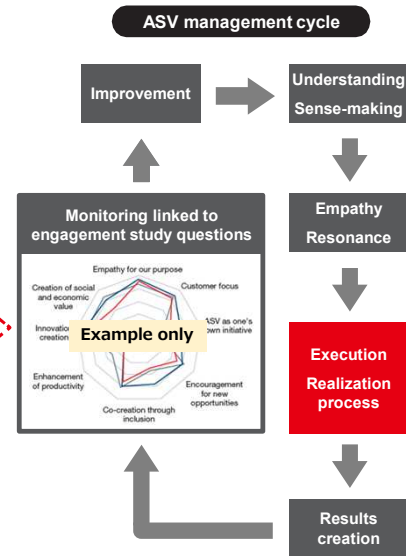 ASV management cycle
Improvement
Understanding
Sense-making
Empathy
Resonance
Execution
Realization
process
Results
creation
Monitoring linked to
engagement study questions
Empathy for our purpose
Customer focus
ASV as one's
own initiative
Encouragement
for new
opportunities
Co-creation through
inclusion
Enhancement
of productivity
Innovation
creation
Creation of social
and economic
value
Example only